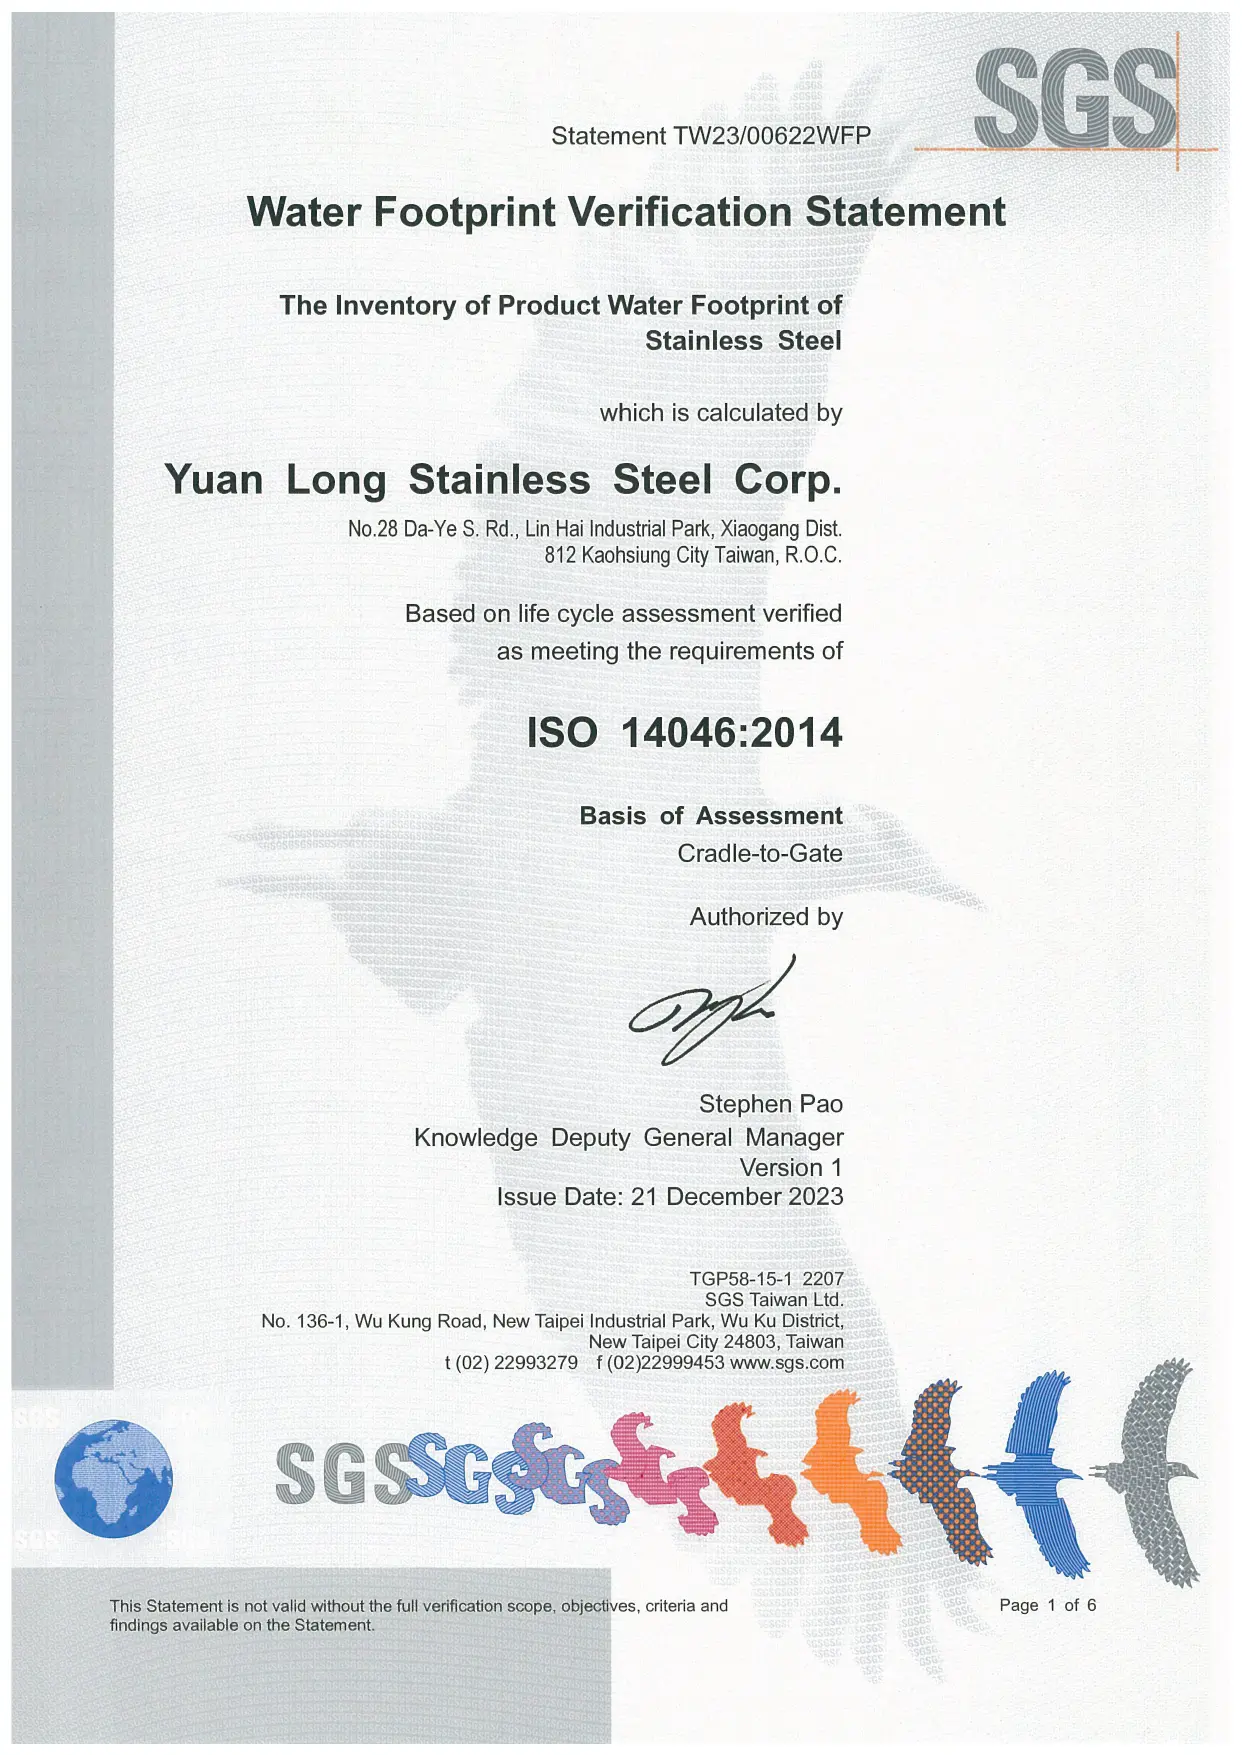 SGS
Statement TW23/00622WFP
Water Footprint Verification Statement
The Inventory of Product Water Footprint of
Stainless Steel
which is calculated by
Yuan Long Stainless Steel Corp.
No.28 Da-Ye S. Rd., Lin Hai Industrial Park, Xiaogang Dist.
812 Kaohsiung City Taiwan, R.O.C.
Based on life cycle assessment verified
as meeting the requirements of
ISO 14046:2014
Basis of Assessment
Cradle-to-Gate
Authorized by
Stephen Pao
Knowledge Deputy General Manager
Version 1
Issue Date: 21 December 2023
TGP58-15-1 2207
SGS Taiwan Ltd.
No. 136-1, Wu Kung Road, New Taipei Industrial Park, Wu Ku District,
New Taipei City 24803, Taiwan
t (02) 22993279 f (02)22999453 www.sgs.com
SGS SGS SGS
This Statement is not valid without the full verification scope, objectives, criteria and
findings available on the Statement.
Page 1 of 6